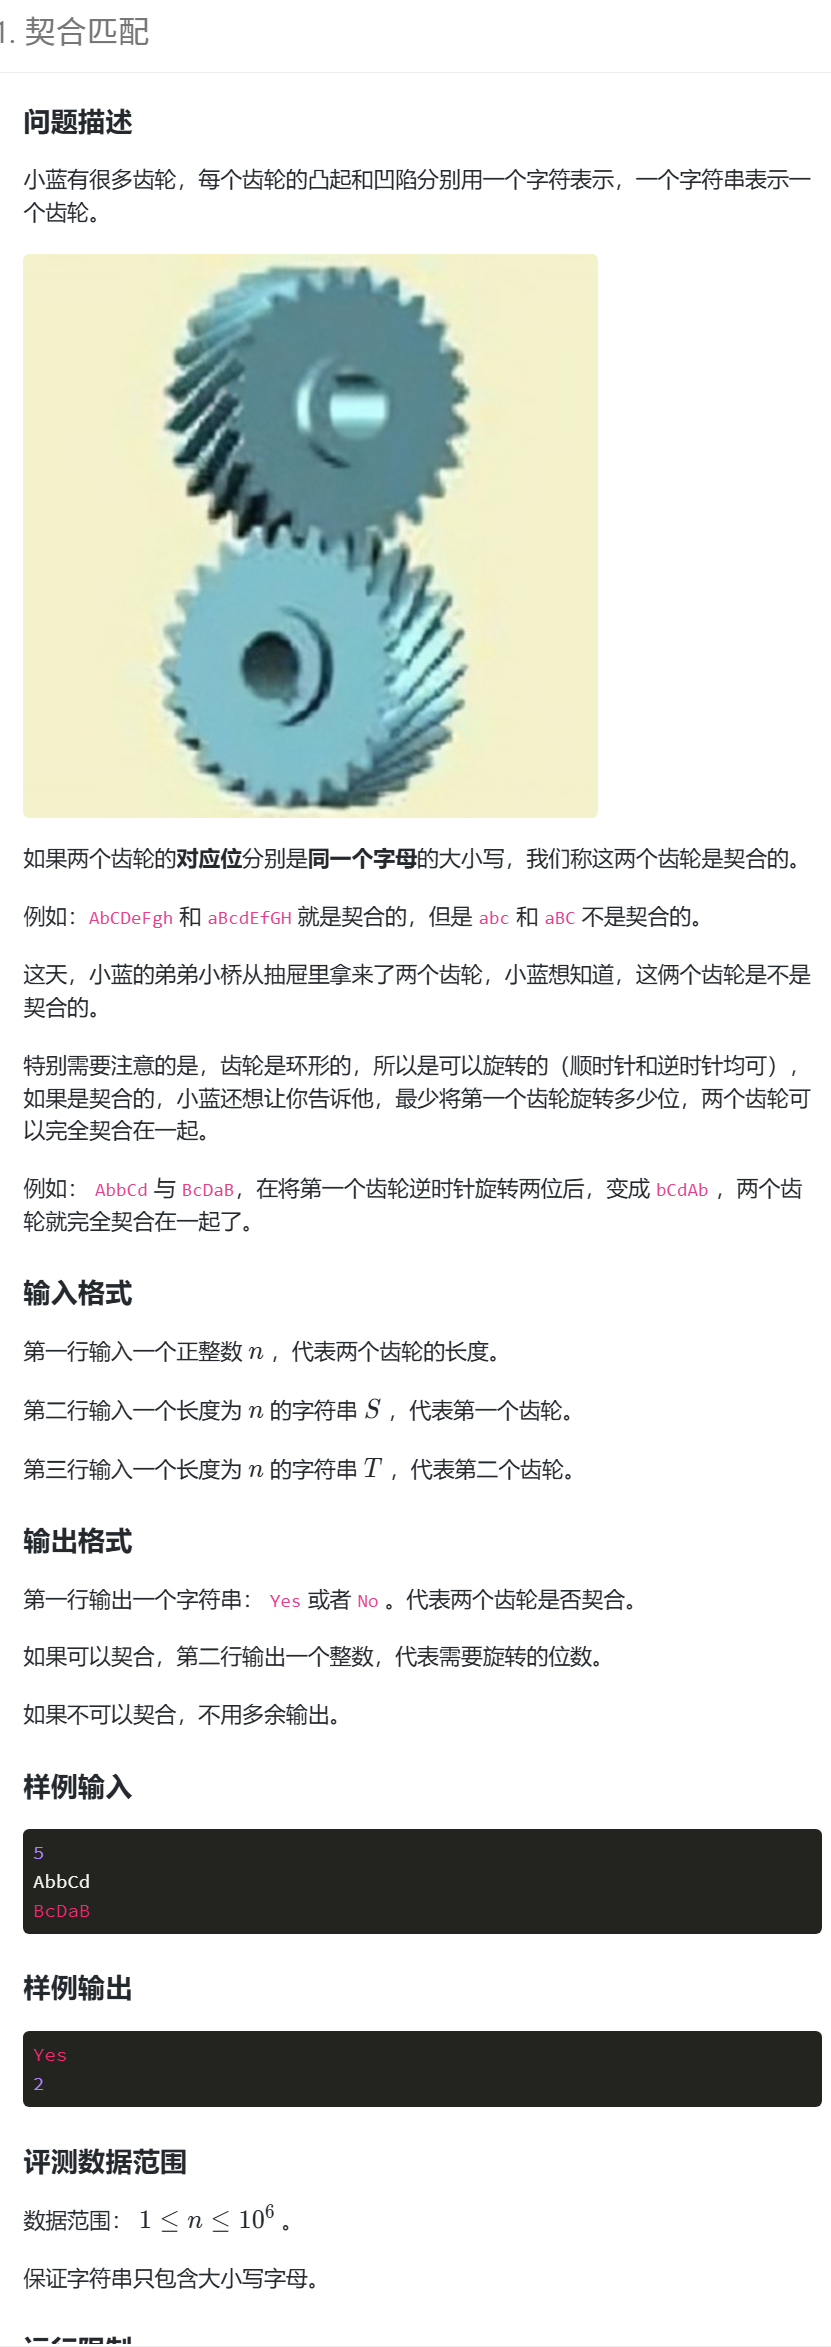 1. 契合匹配
问题描述
小蓝有很多齿轮，每个齿轮的凸起和凹陷分别用一个字符表示，一个字符串表示一
个齿轮。
如果两个齿轮的对应位分别是同一个字母的大小写，我们称这两个齿轮是契合的。
例如：AbCDeFgh 和 aBcdEfGH 就是契合的，但是 abc 和 aBC 不是契合的。
这天，小蓝的弟弟小桥从抽屉里拿来了两个齿轮，小蓝想知道，这俩个齿轮是不是
契合的。
特别需要注意的是，齿轮是环形的，所以是可以旋转的（顺时针和逆时针均可），
如果是契合的，小蓝还想让你告诉他，最少将第一个齿轮旋转多少位，两个齿轮可
以完全契合在一起。
例如： AbbCd 与 BcDaB，在将第一个齿轮逆时针旋转两位后，变成 bCdAb ，两个齿
轮就完全契合在一起了。
输入格式
第一行输入一个正整数 n ，代表两个齿轮的长度。
第二行输入一个长度为 n 的字符串 S ，代表第一个齿轮。
第三行输入一个长度为 n 的字符串 T ，代表第二个齿轮。
输出格式
第一行输出一个字符串： Yes 或者 No 。代表两个齿轮是否契合。
如果可以契合，第二行输出一个整数，代表需要旋转的位数。
如果不可以契合，不用多余输出。
样例输入
5
AbbCd
BcDaB
样例输出
Yes
2
评测数据范围
数据范围： 1 ≤ n ≤ 10^6 。
保证字符串只包含大小写字母。